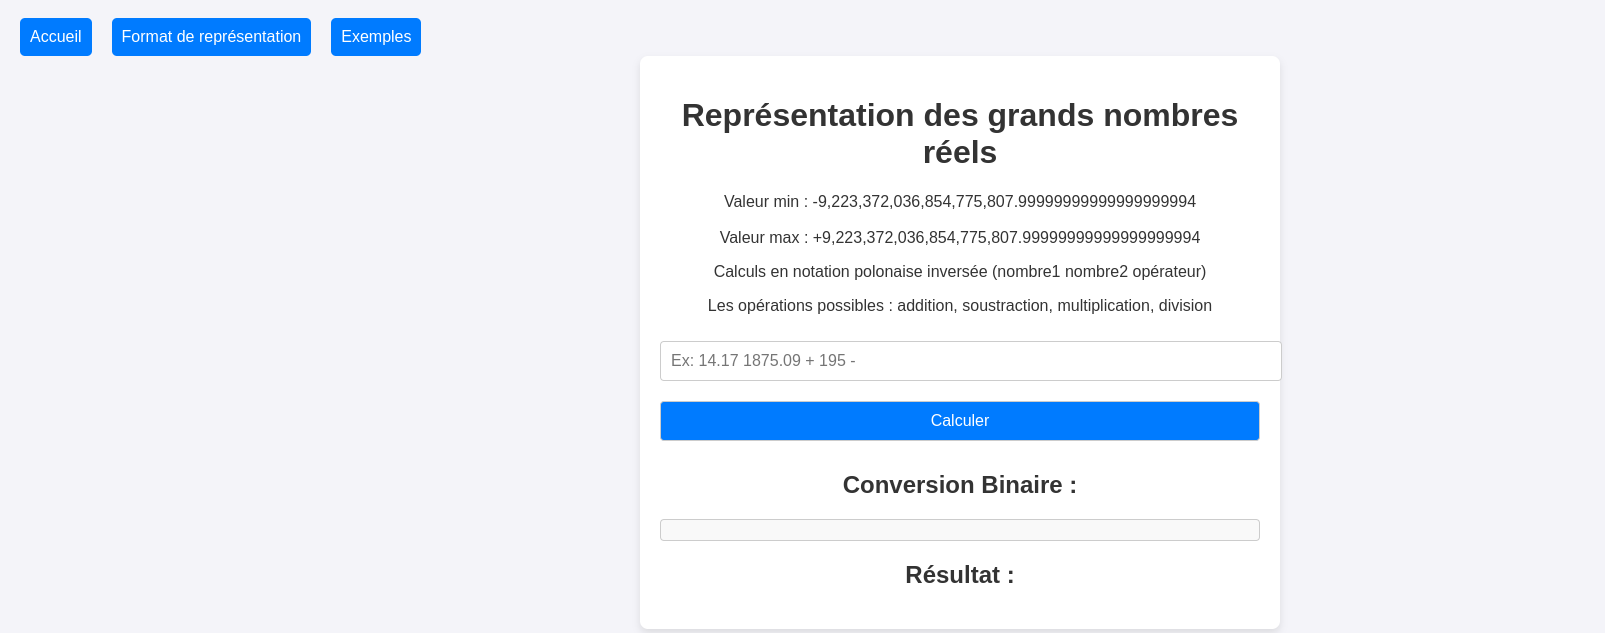 Accueil
Format de représentation
Exemples
Représentation des grands nombres
réels
Valeur min : -9,223,372,036,854,775,807.99999999999999999994
Valeur max : +9,223,372,036,854,775,807.99999999999999999994
Calculs en notation polonaise inversée (nombre1 nombre2 opérateur)
Les opérations possibles : addition, soustraction, multiplication, division
Ex: 14.17 1875.09 + 195 -
Calculer
Conversion Binaire :
Résultat :